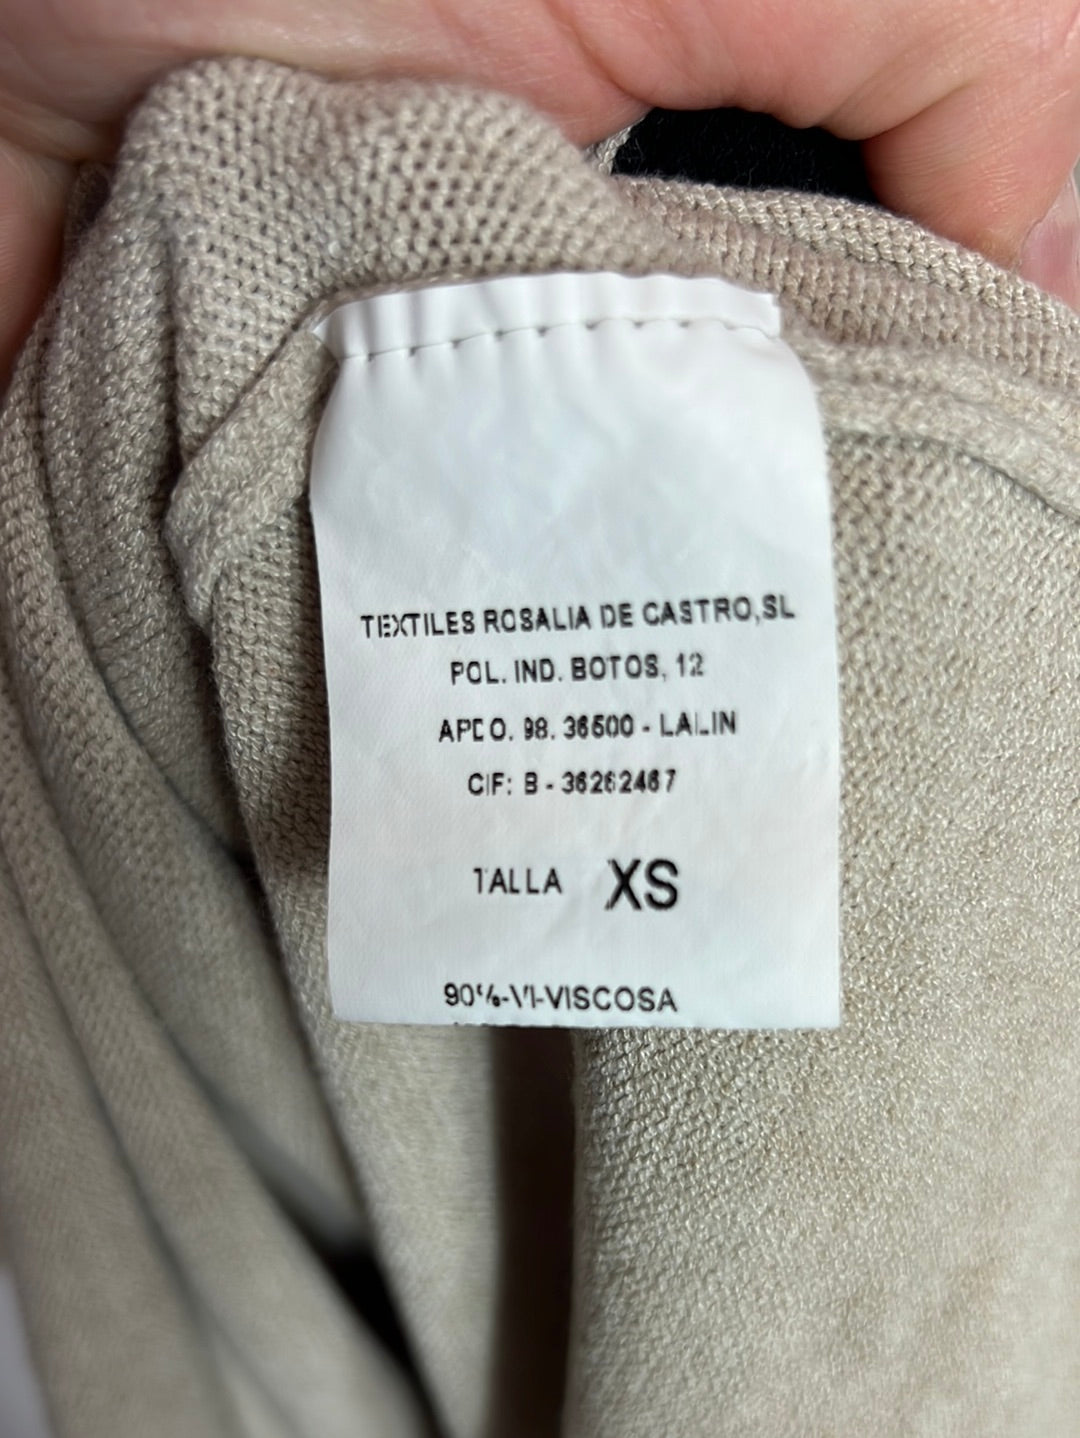 TEXTILES ROSALIA DE CASTRO,SL
POL. IND. BOTOS, 12
APDO. 98. 36500 - LALIN
CIF: B - 36262467
TALLA XS
90%-VI-VISCOSA